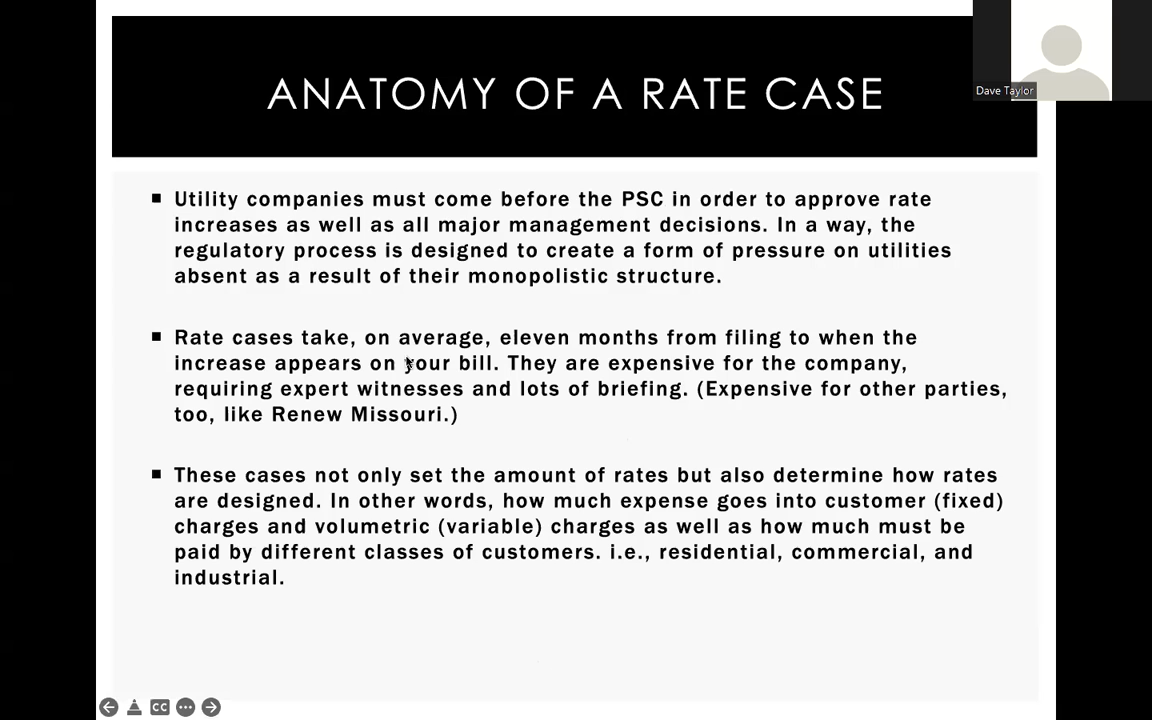 ANATOMY OF A RATE CASE
Dave Taylor
■ Utility companies must come before the PSC in order to approve rate
increases as well as all major management decisions. In a way, the
regulatory process is designed to create a form of pressure on utilities
absent as a result of their monopolistic structure.
■ Rate cases take, on average, eleven months from filing to when the
increase appears on your bill. They are expensive for the company,
requiring expert witnesses and lots of briefing. (Expensive for other parties,
too, like Renew Missouri.)
■ These cases not only set the amount of rates but also determine how rates
are designed. In other words, how much expense goes into customer (fixed)
charges and volumetric (variable) charges as well as how much must be
paid by different classes of customers. i.e., residential, commercial, and
industrial.
CC